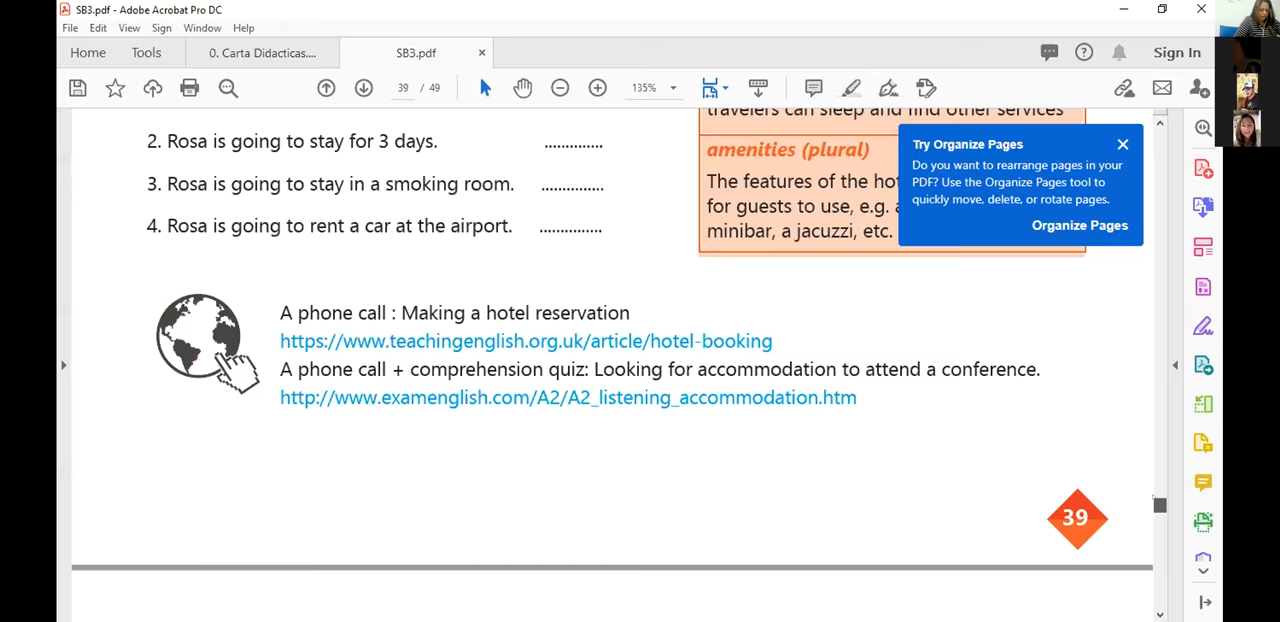 SB3.pdf - Adobe Acrobat Pro DC
File Edit View Sign Window Help
Home Tools 0. Carta Didacticas.... SB3.pdf × Sign In
39 / 49 135%
travelers can sleep and find other services
2. Rosa is going to stay for 3 days. ..............
3. Rosa is going to stay in a smoking room. ...............
4. Rosa is going to rent a car at the airport. ...............
amenities (plural)
The features of the hot
for guests to use, e.g. a
minibar, a jacuzzi, etc.
Try Organize Pages
Do you want to rearrange pages in your
PDF? Use the Organize Pages tool to
quickly move, delete, or rotate pages.
Organize Pages
A phone call : Making a hotel reservation
https://www.teachingenglish.org.uk/article/hotel-booking
A phone call + comprehension quiz: Looking for accommodation to attend a conference.
http://www.examenglish.com/A2/A2_listening_accommodation.htm
39